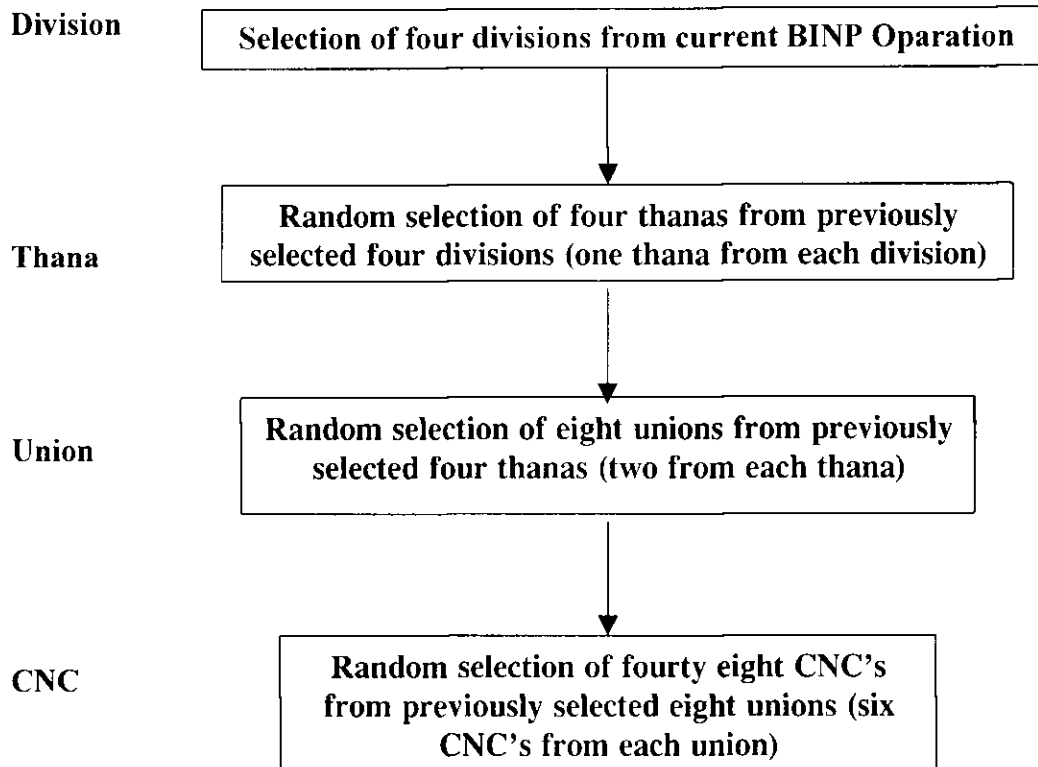 Division
Selection of four divisions from current BINP Oparation
Random selection of four thanas from previously
Thana
selected four divisions (one thana from each division)
Random selection of eight unions from previously
Union
selected four thanas (two from each thana)
Random selection of fourty eight CNC's
CNC
from previously selected eight unions (six
CNC's from each union)